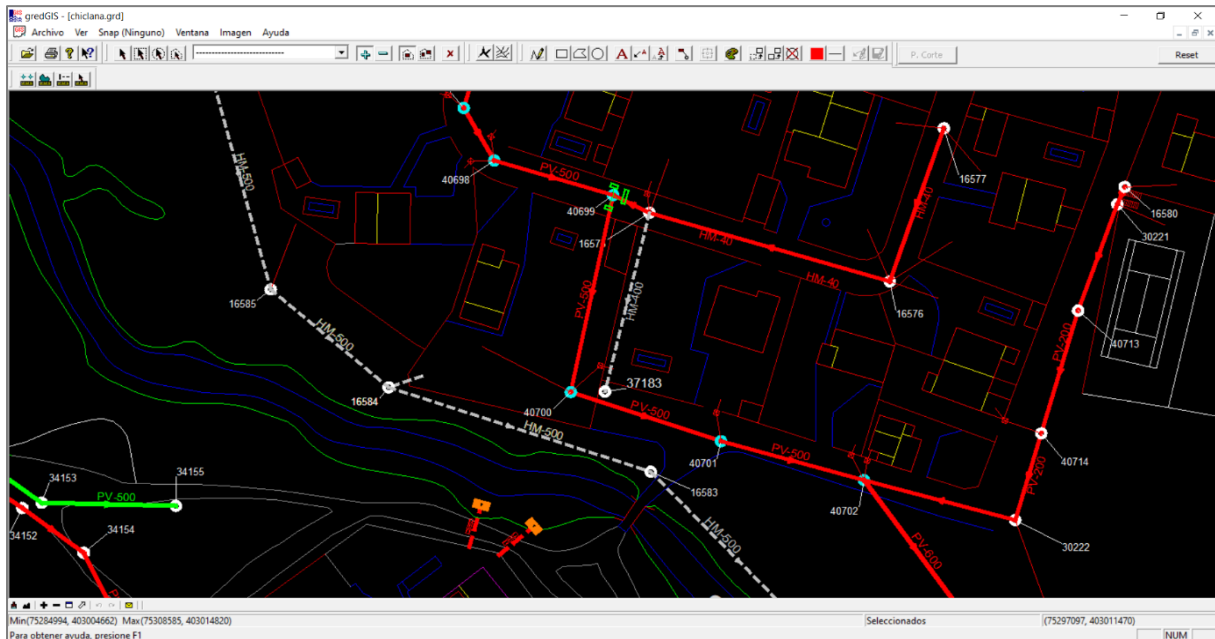 gredGIS - [chiclana.grd]
Archivo Ver Snap (Ninguno) Ventana Imagen Ayuda
P. Corte
Reset
HM-500
40698
PV-500
40699
16577
HM-40
16580
30221
HM-40
HM-40
16585
HM-500
PV-500
HM-400
16576
PV-200
40713
16584
40700
37183
HM-500
PV-500
40701
PV-500
40714
PV-200
34153
34155
PV-500
16583
40702
34152
34154
HM-500
PV-600
30222
Min(75284994, 403004662) Max(75308585, 403014820)
Seleccionados
(75297097, 403011470)
Para obtener ayuda, presione F1
NUM